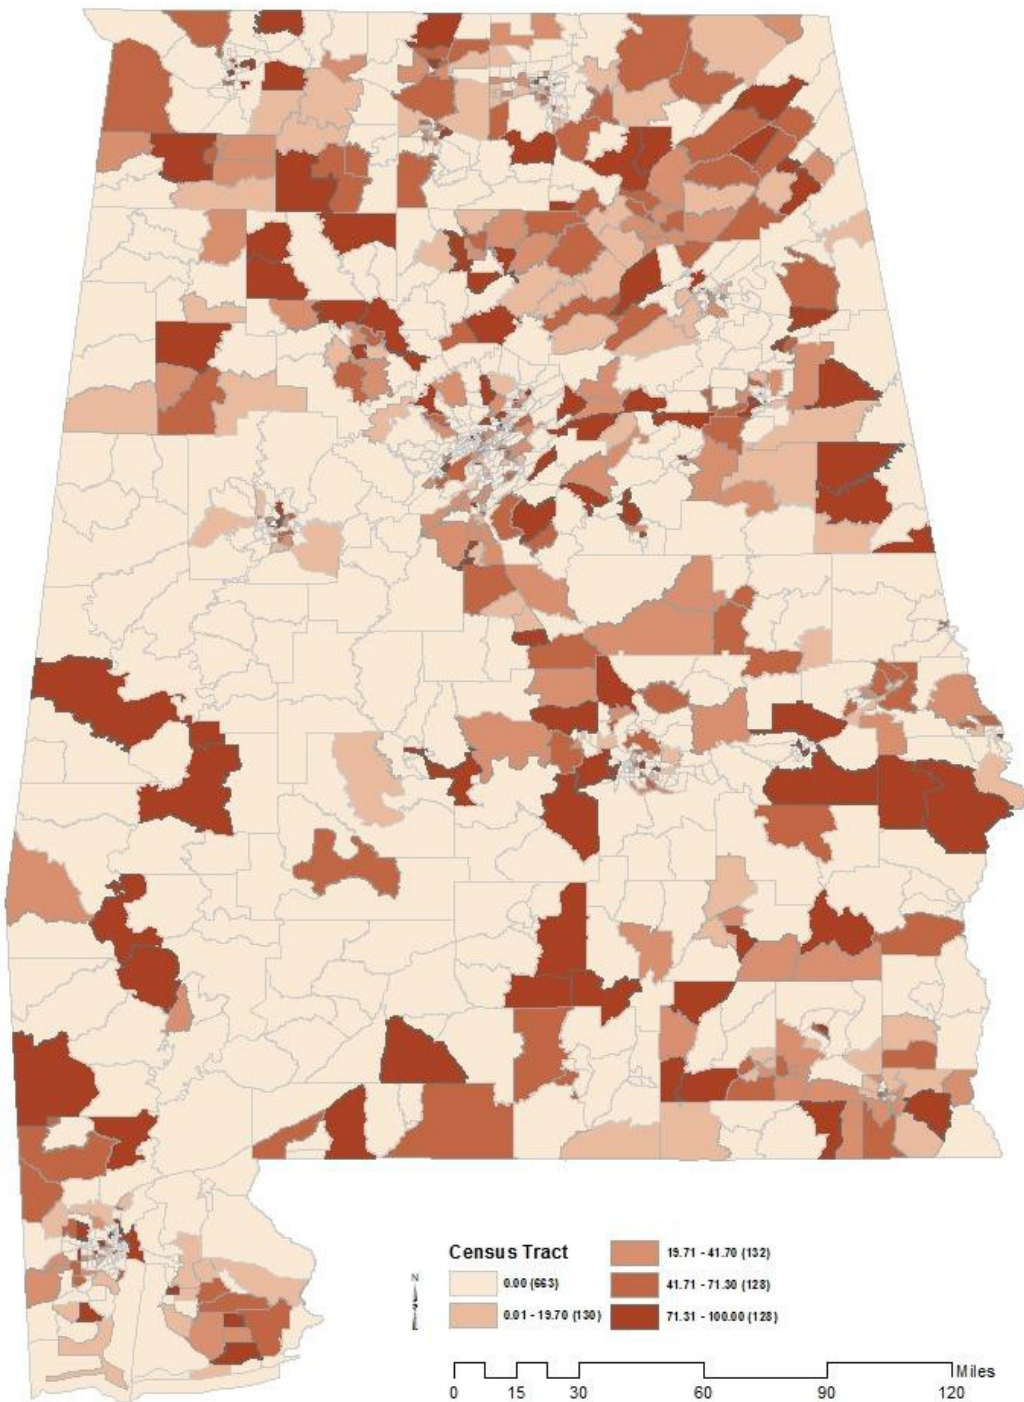 Census Tract
0.00 (663)
0.01 - 19.70 (130)
19.71 - 41.70 (132)
41.71 - 71.30 (128)
71.31 - 100.00 (128)
N
Miles
0 15 30 60 90 120